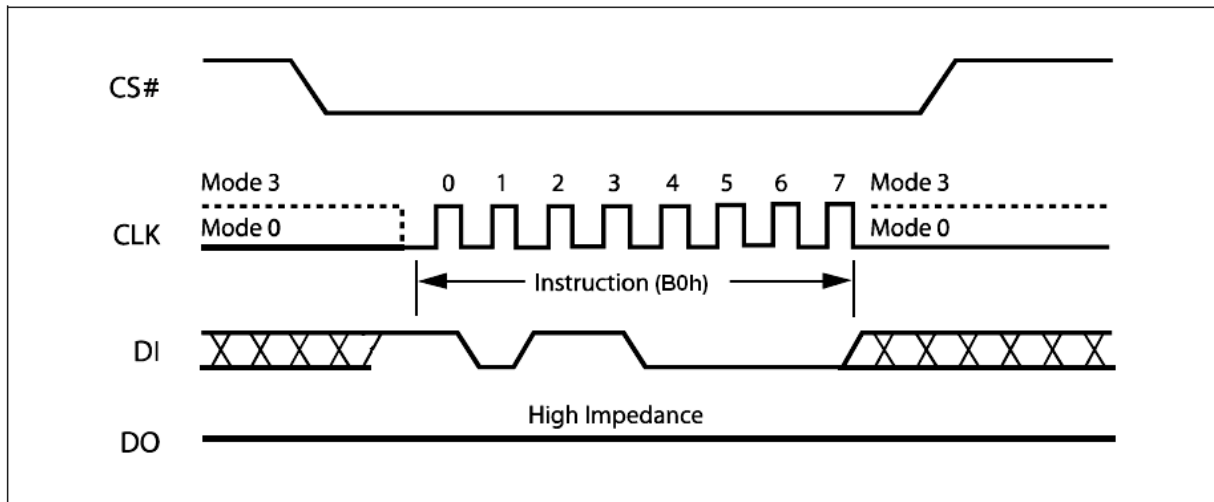 CS#
Mode 3 0 1 2 3 4 5 6 7 Mode 3
CLK Mode 0 Mode 0
Instruction (B0h)
DI
High Impedance
DO